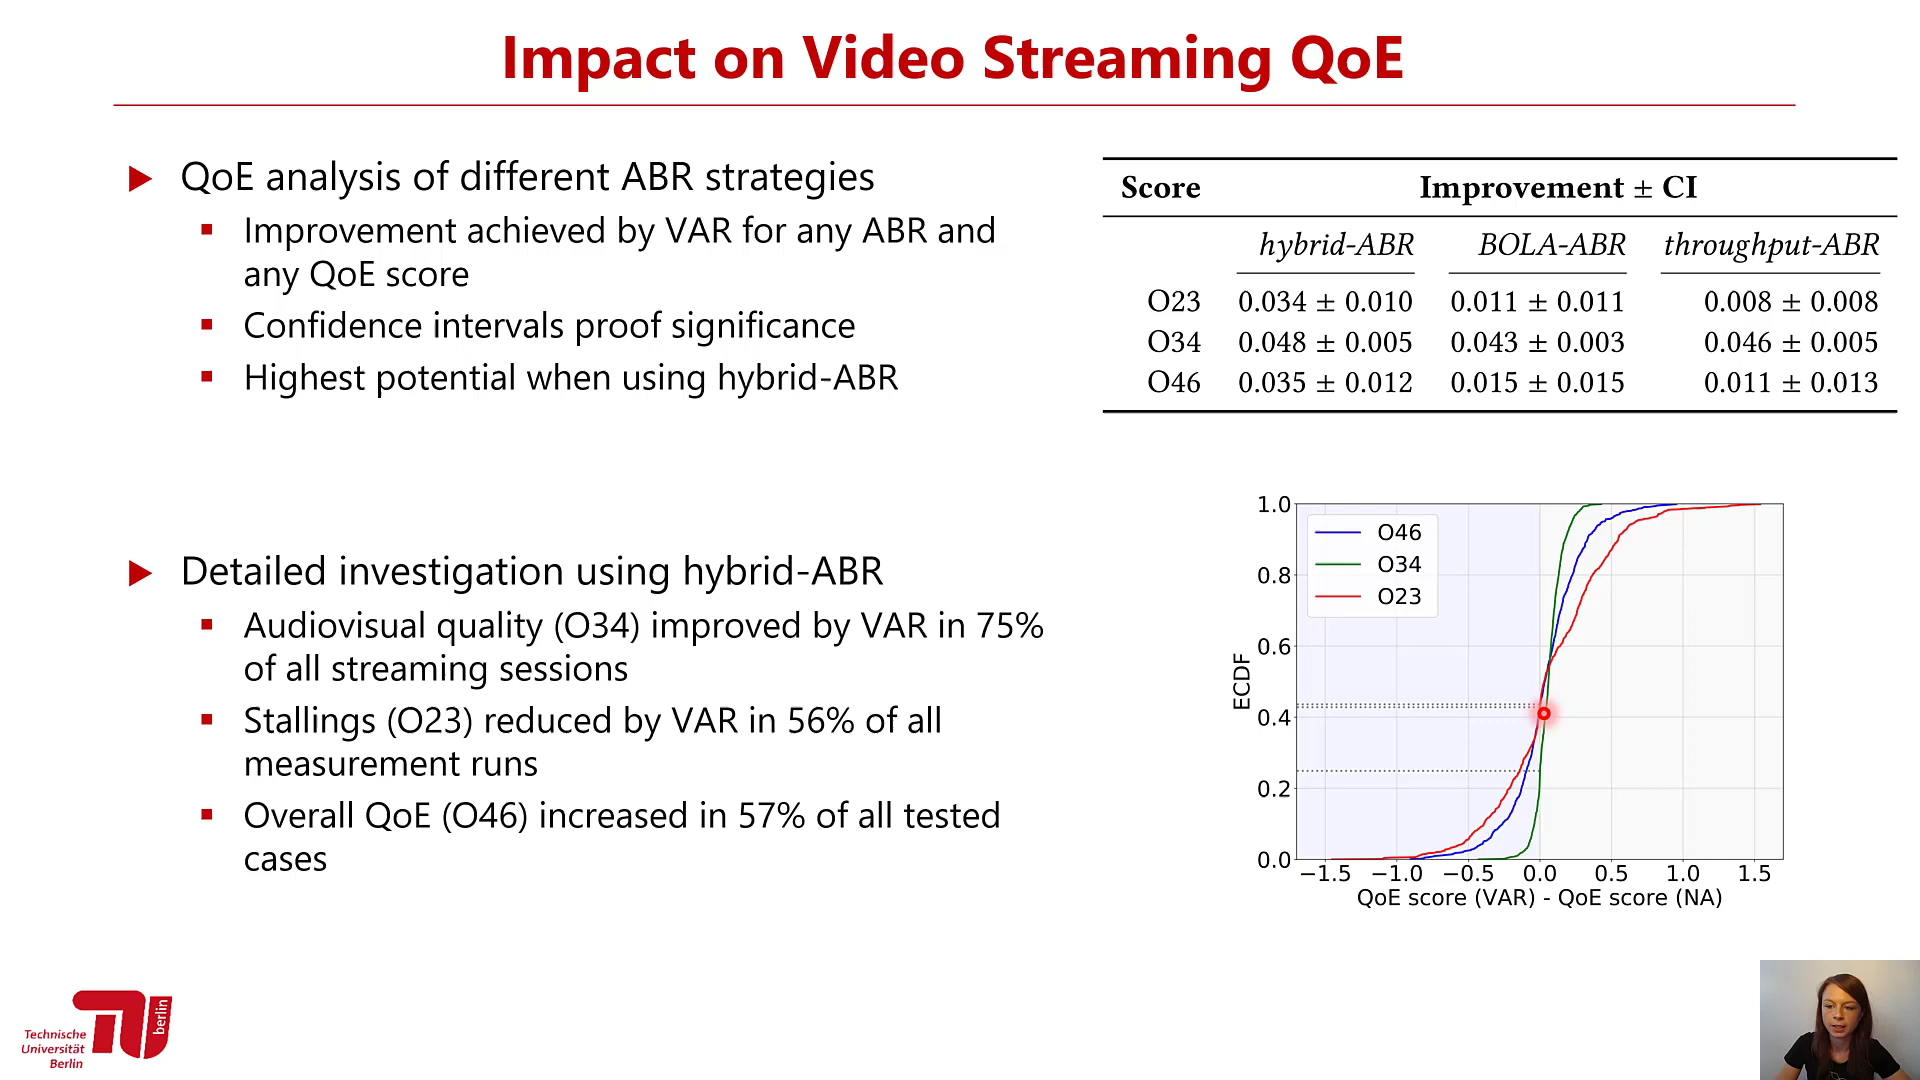 Impact on Video Streaming QoE
QoE analysis of different ABR strategies
Improvement achieved by VAR for any ABR and
any QoE score
Confidence intervals proof significance
Highest potential when using hybrid-ABR
Score Improvement ± CI
hybrid-ABR BOLA-ABR throughput-ABR
O23 0.034 ± 0.010 0.011 ± 0.011 0.008 ± 0.008
O34 0.048 ± 0.005 0.043 ± 0.003 0.046 ± 0.005
O46 0.035 ± 0.012 0.015 ± 0.015 0.011 ± 0.013
Detailed investigation using hybrid-ABR
Audiovisual quality (O34) improved by VAR in 75%
of all streaming sessions
Stallings (O23) reduced by VAR in 56% of all
measurement runs
Overall QoE (O46) increased in 57% of all tested
cases
O46
O34
O23
ECDF
1.0
0.8
0.6
0.4
0.2
0.0
−1.5 −1.0 −0.5 0.0 0.5 1.0 1.5
QoE score (VAR) - QoE score (NA)
berlin
Technische
Universität
Berlin